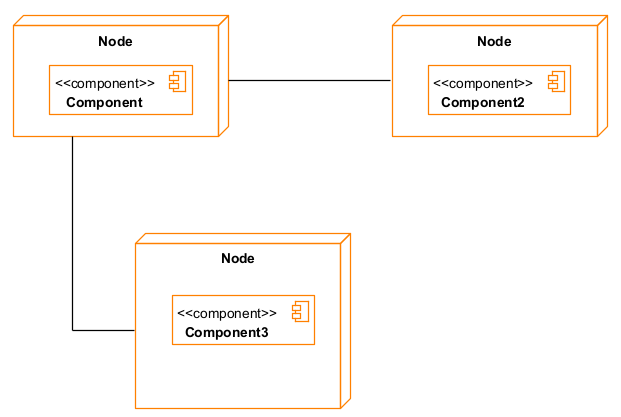 Node
<<component>>
Component
Node
<<component>>
Component2
Node
<<component>>
Component3